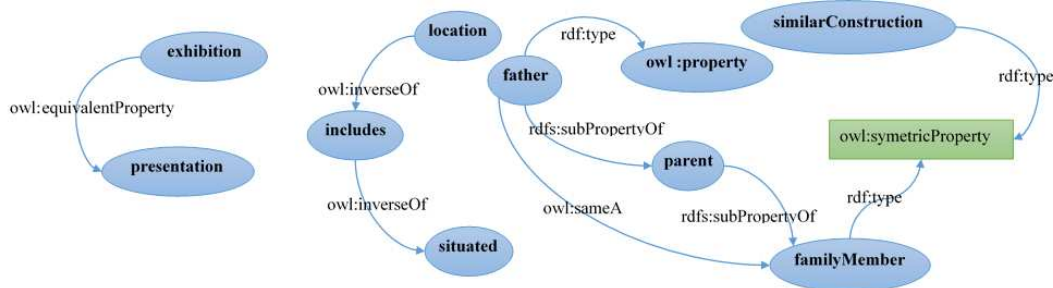 similarConstruction
location
exhibition
rdf:type
owl :property
father
rdf:type
owl:inverseOf
owl:equivalentProperty
includes
rdfs:subPropertyOf
owl:symetricProperty
presentation
parent
rdf:type
owl:inverseOf
owl:sameA
rdfs:subPropertyOf
situated
familyMember